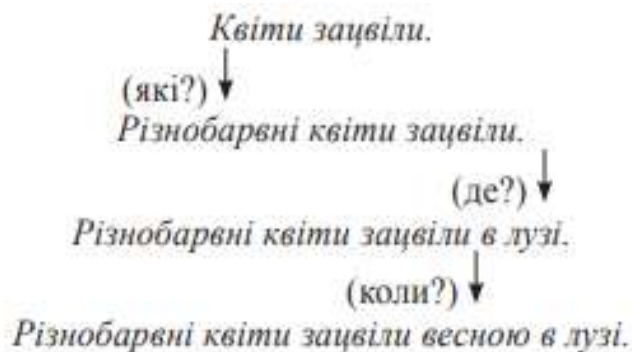 Квіти зацвіли.
(які?)
Різнобарвні квіти зацвіли.
(де?)
Різнобарвні квіти зацвіли в лузі.
(коли?)
Різнобарвні квіти зацвіли весною в лузі.